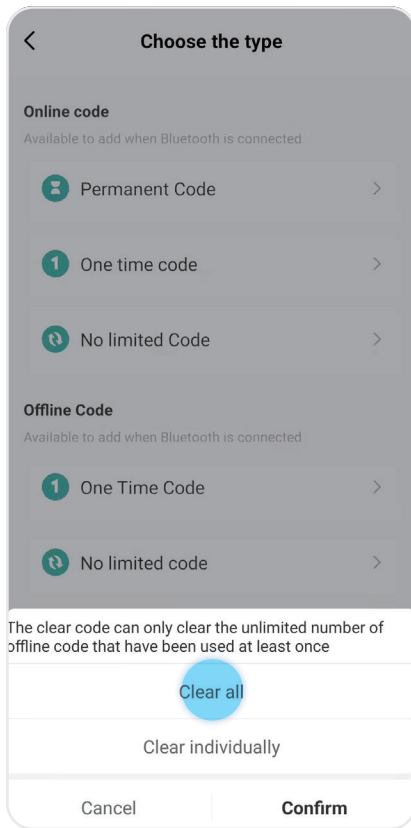 Choose the type
Online code
Available to add when Bluetooth is connected
Permanent Code
1 One time code
No limited Code
Offline Code
Available to add when Bluetooth is connected
1 One Time Code
No limited code
The clear code can only clear the unlimited number of
offline code that have been used at least once
Clear all
Clear individually
Cancel Confirm